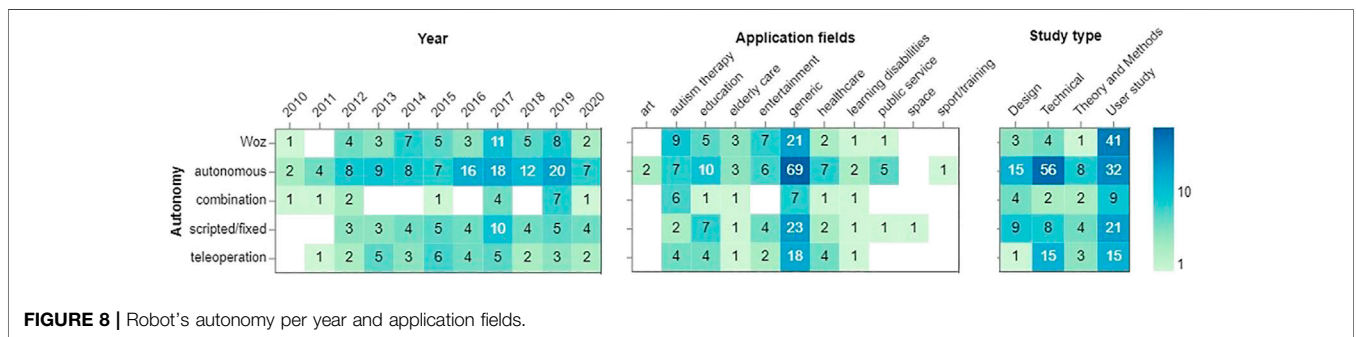 Year Application fields Study type
2010 2011 2012 2013 2014 2015 2016 2017 2018 2019 2020 art autism therapy education elderly care entertainment generic healthcare learning disabilities public service space sport/training Design Technical Theory and Methods User study
Autonomy
Woz 1 4 3 7 5 3 11 5 8 2 9 5 3 7 21 2 1 1 3 4 1 41
autonomous 2 4 8 9 8 7 16 18 12 20 7 2 7 10 3 6 69 7 2 5 1 15 56 8 32
combination 1 1 2 1 4 7 1 6 1 1 7 1 1 4 2 2 9
scripted/fixed 3 3 4 5 4 10 4 5 4 2 7 1 4 23 2 1 1 1 9 8 4 21
teleoperation 1 2 5 3 6 4 5 2 3 2 4 4 1 2 18 4 1 1 15 3 15
10
1
FIGURE 8 | Robot's autonomy per year and application fields.